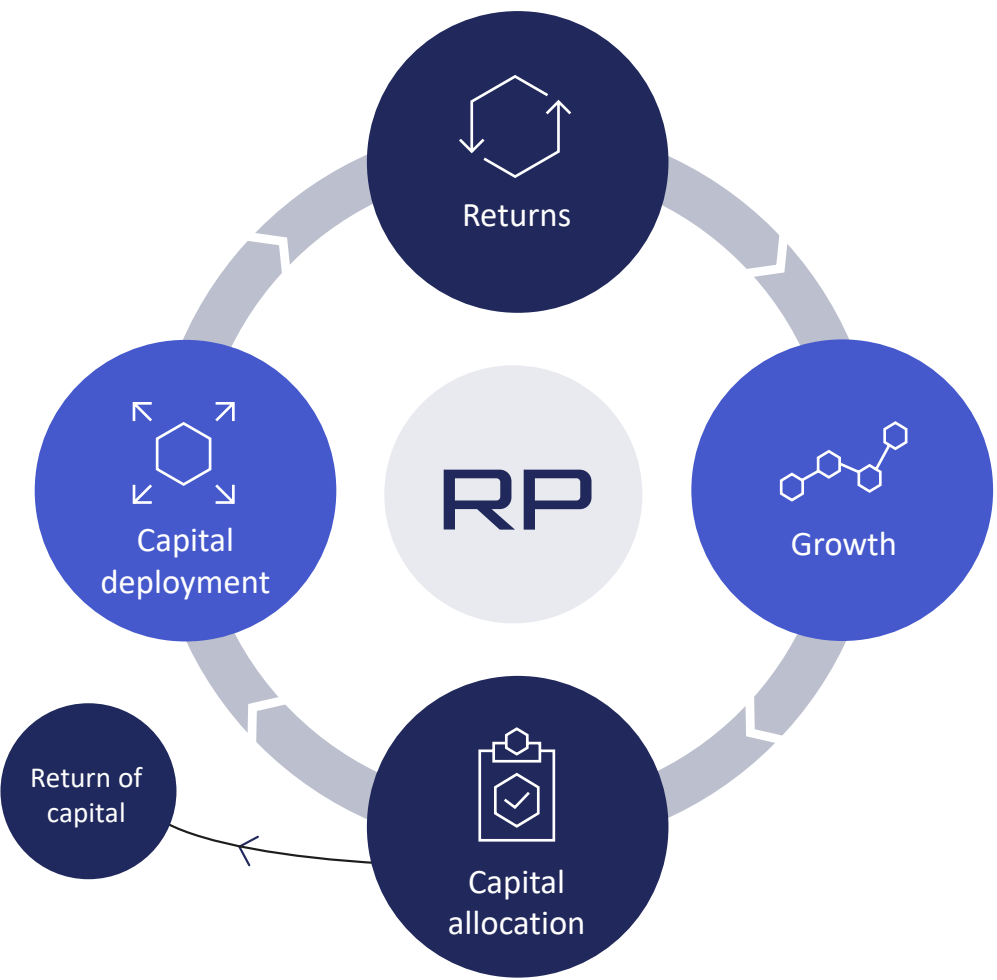 Returns
Capital
deployment
RP
Growth
Return of
capital
Capital
allocation